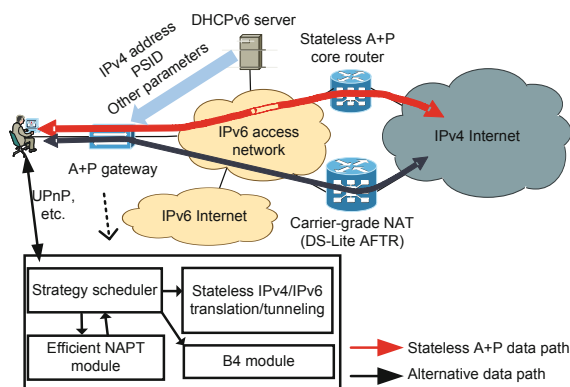 DHCPv6 server
IPv4 address
PSID
Other parameters
Stateless A+P
core router
IPv6 access
network
IPv4 Internet
A+P gateway
UPnP,
etc.
IPv6 Internet
Carrier-grade NAT
(DS-Lite AFTR)
Strategy scheduler
Stateless IPv4/IPv6
translation/tunneling
Efficient NAPT
module
B4 module
Stateless A+P data path
Alternative data path